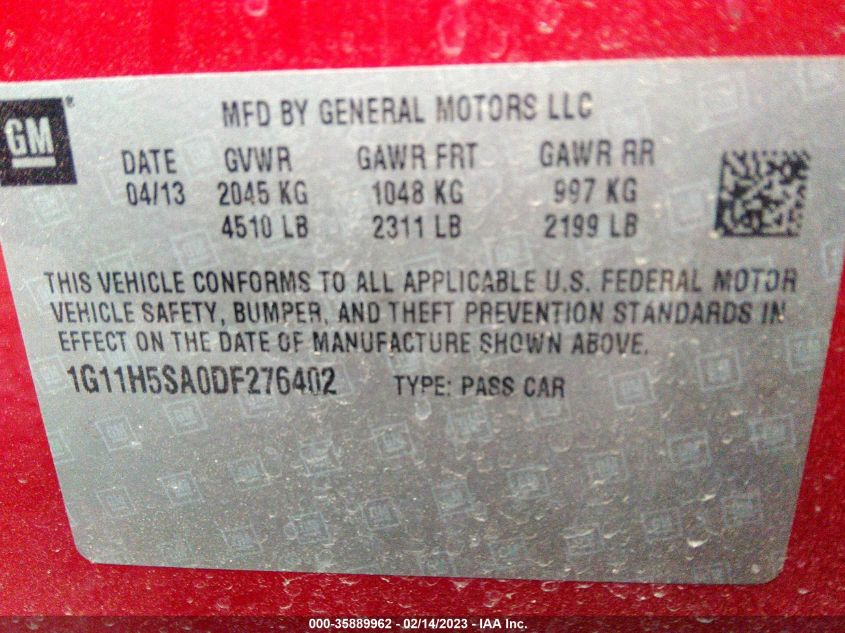 GM®
MFD BY GENERAL MOTORS LLC
DATE GVWR GAWR FRT GAWR RR
04/13 2045 KG 1048 KG 997 KG
4510 LB 2311 LB 2199 LB
THIS VEHICLE CONFORMS TO ALL APPLICABLE U.S. FEDERAL MOTOR
VEHICLE SAFETY, BUMPER, AND THEFT PREVENTION STANDARDS IN
EFFECT ON THE DATE OF MANUFACTURE SHOWN ABOVE.
1G11H5SA0DF276402 TYPE: PASS CAR
000-35889962 - 02/14/2023 - IAA Inc.